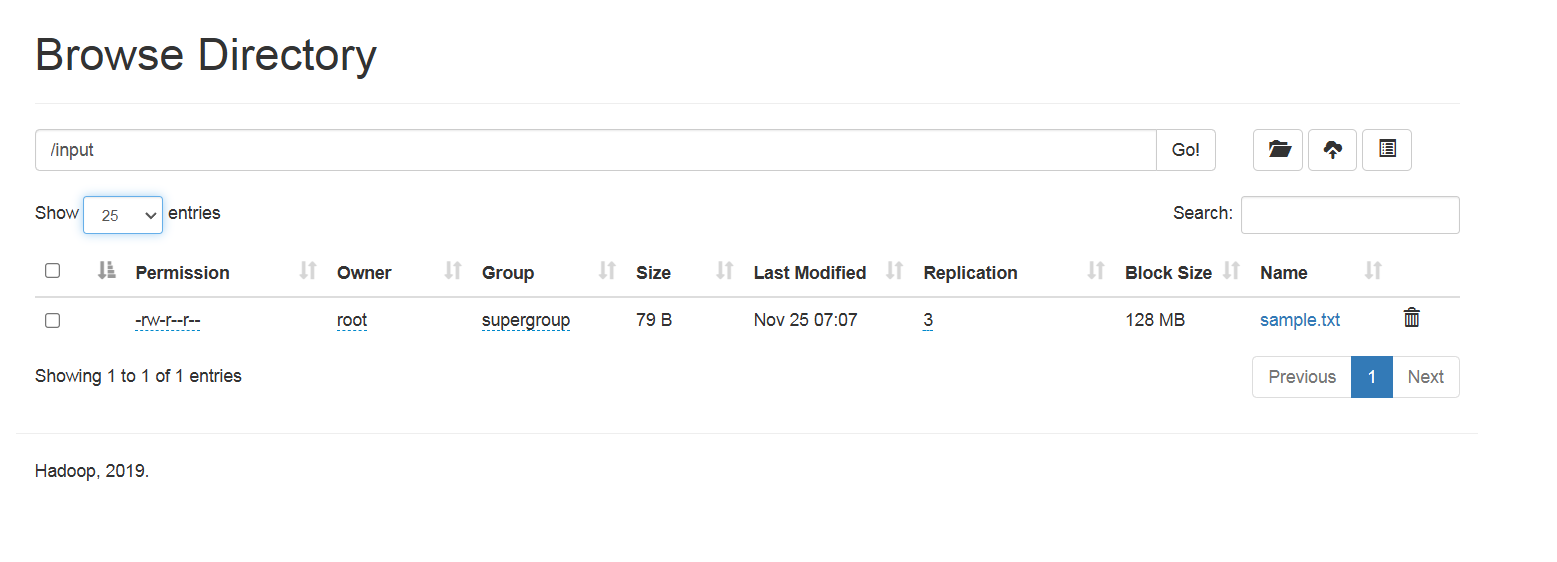 Browse Directory
/input Go!
Show 25 entries Search:
Permission Owner Group Size Last Modified Replication Block Size Name
-rw-r--r-- root supergroup 79 B Nov 25 07:07 3 128 MB sample.txt
Showing 1 to 1 of 1 entries Previous 1 Next
Hadoop, 2019.